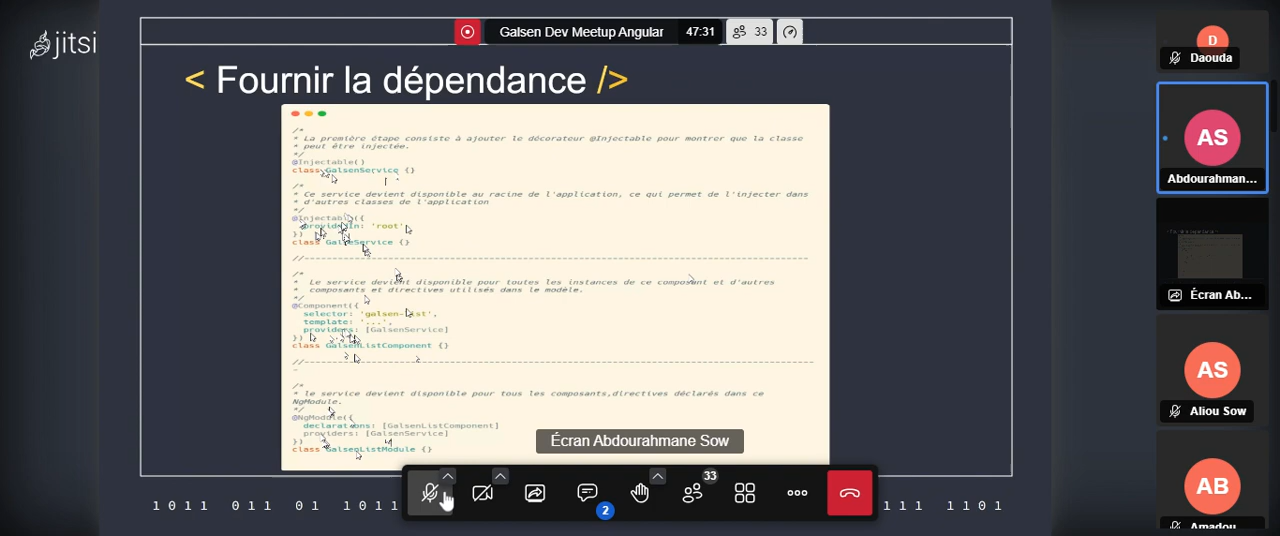 jitsi
Galsen Dev Meetup Angular 47:31 33
< Fournir la dépendance />
/*
* La première étape consiste à ajouter le décorateur @Injectable pour montrer que la classe
* peut être injectée.
*/
@Injectable()
class GalsenService {}
/*
* Ce service devient disponible au racine de l'application, ce qui permet de l'injecter dans
* d'autres classes de l'application
*/
@Injectable({
providedIn: 'root'
})
class GalseService {}
//--------------------------------------------------
/*
* Le service devient disponible pour toutes les instances de ce composant et d'autres
* composants et directives utilisés dans le modèle.
*/
@Component({
selector: 'galsen-list',
template: '...',
providers: [GalsenService]
})
class GalsenListComponent {}
//--------------------------------------------------
-
/*
* le service devient disponible pour tous les composants,directives déclarés dans ce
NgModule.
*/
@NgModule({
declarations: [GalsenListComponent]
providers: [GalsenService]
})
class GalsenListModule {}
Écran Abdourahmane Sow
33
2
1011 011 01 1011
111 1101
D
Daouda
AS
Abdourahman...
Écran Ab...
AS
Aliou Sow
AB
Amadou